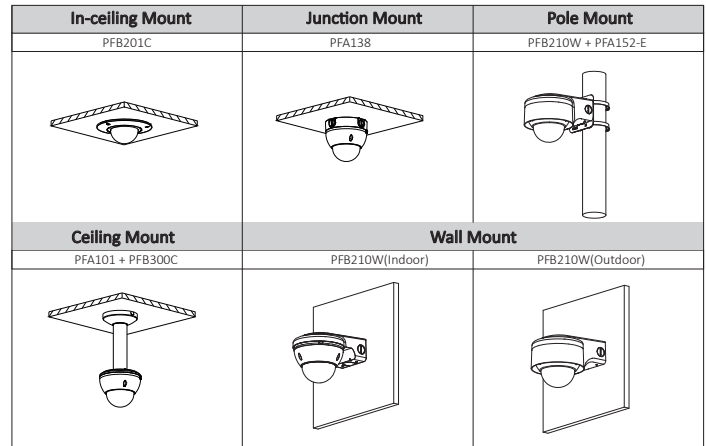 In-ceiling Mount
Junction Mount
Pole Mount
PFB201C
PFA138
PFB210W + PFA152-E
Ceiling Mount
Wall Mount
PFA101 + PFB300C
PFB210W(Indoor)
PFB210W(Outdoor)